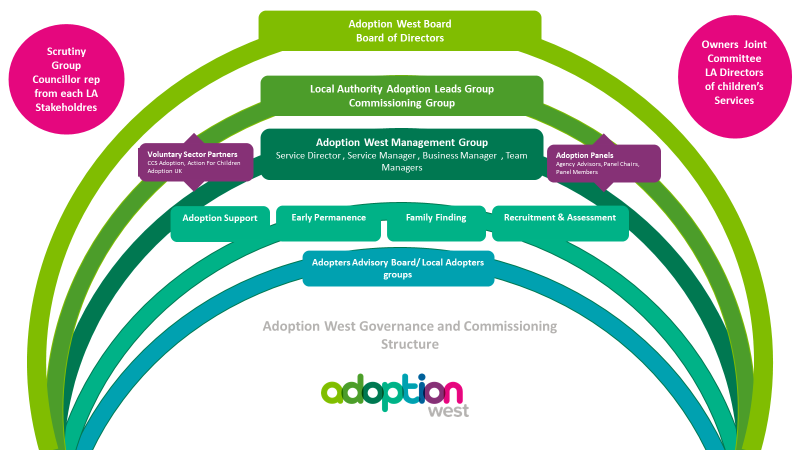 Adoption West Board
Board of Directors
Scrutiny
Group
Councillor rep
from each LA
Stakeholdres
Owners Joint
Committee
LA Directors
of children's
Services
Local Authority Adoption Leads Group
Commissioning Group
Adoption West Management Group
Service Director , Service Manager , Business Manager , Team
Managers
Voluntary Sector Partners
CCS Adoption, Action For Children
Adoption UK
Adoption Panels
Agency Advisors, Panel Chairs,
Panel Members
Adoption Support
Early Permanence
Family Finding
Recruitment & Assessment
Adopters Advisory Board/ Local Adopters
groups
Adoption West Governance and Commissioning
Structure
adoption
west